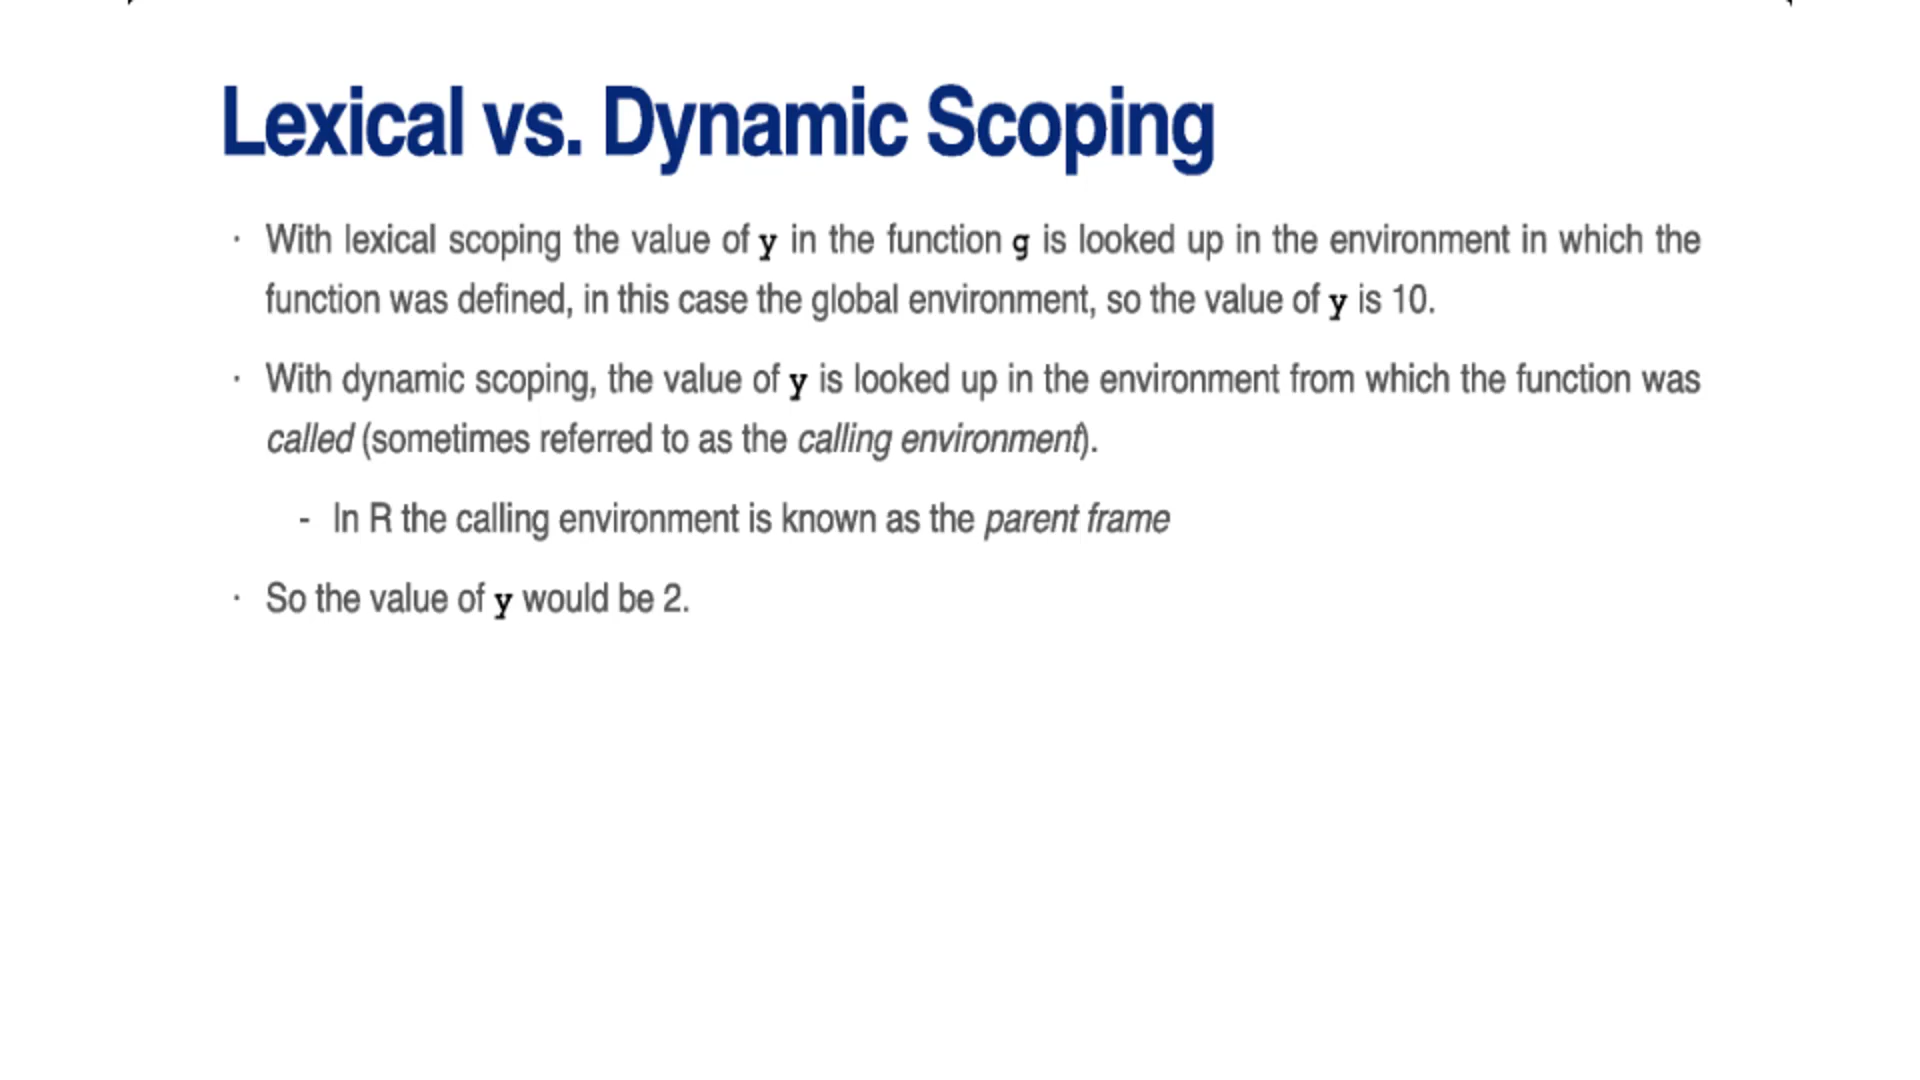 Lexical vs. Dynamic Scoping
· With lexical scoping the value of y in the function g is looked up in the environment in which the
function was defined, in this case the global environment, so the value of y is 10.
· With dynamic scoping, the value of y is looked up in the environment from which the function was
called (sometimes referred to as the calling environment).
- In R the calling environment is known as the parent frame
· So the value of y would be 2.